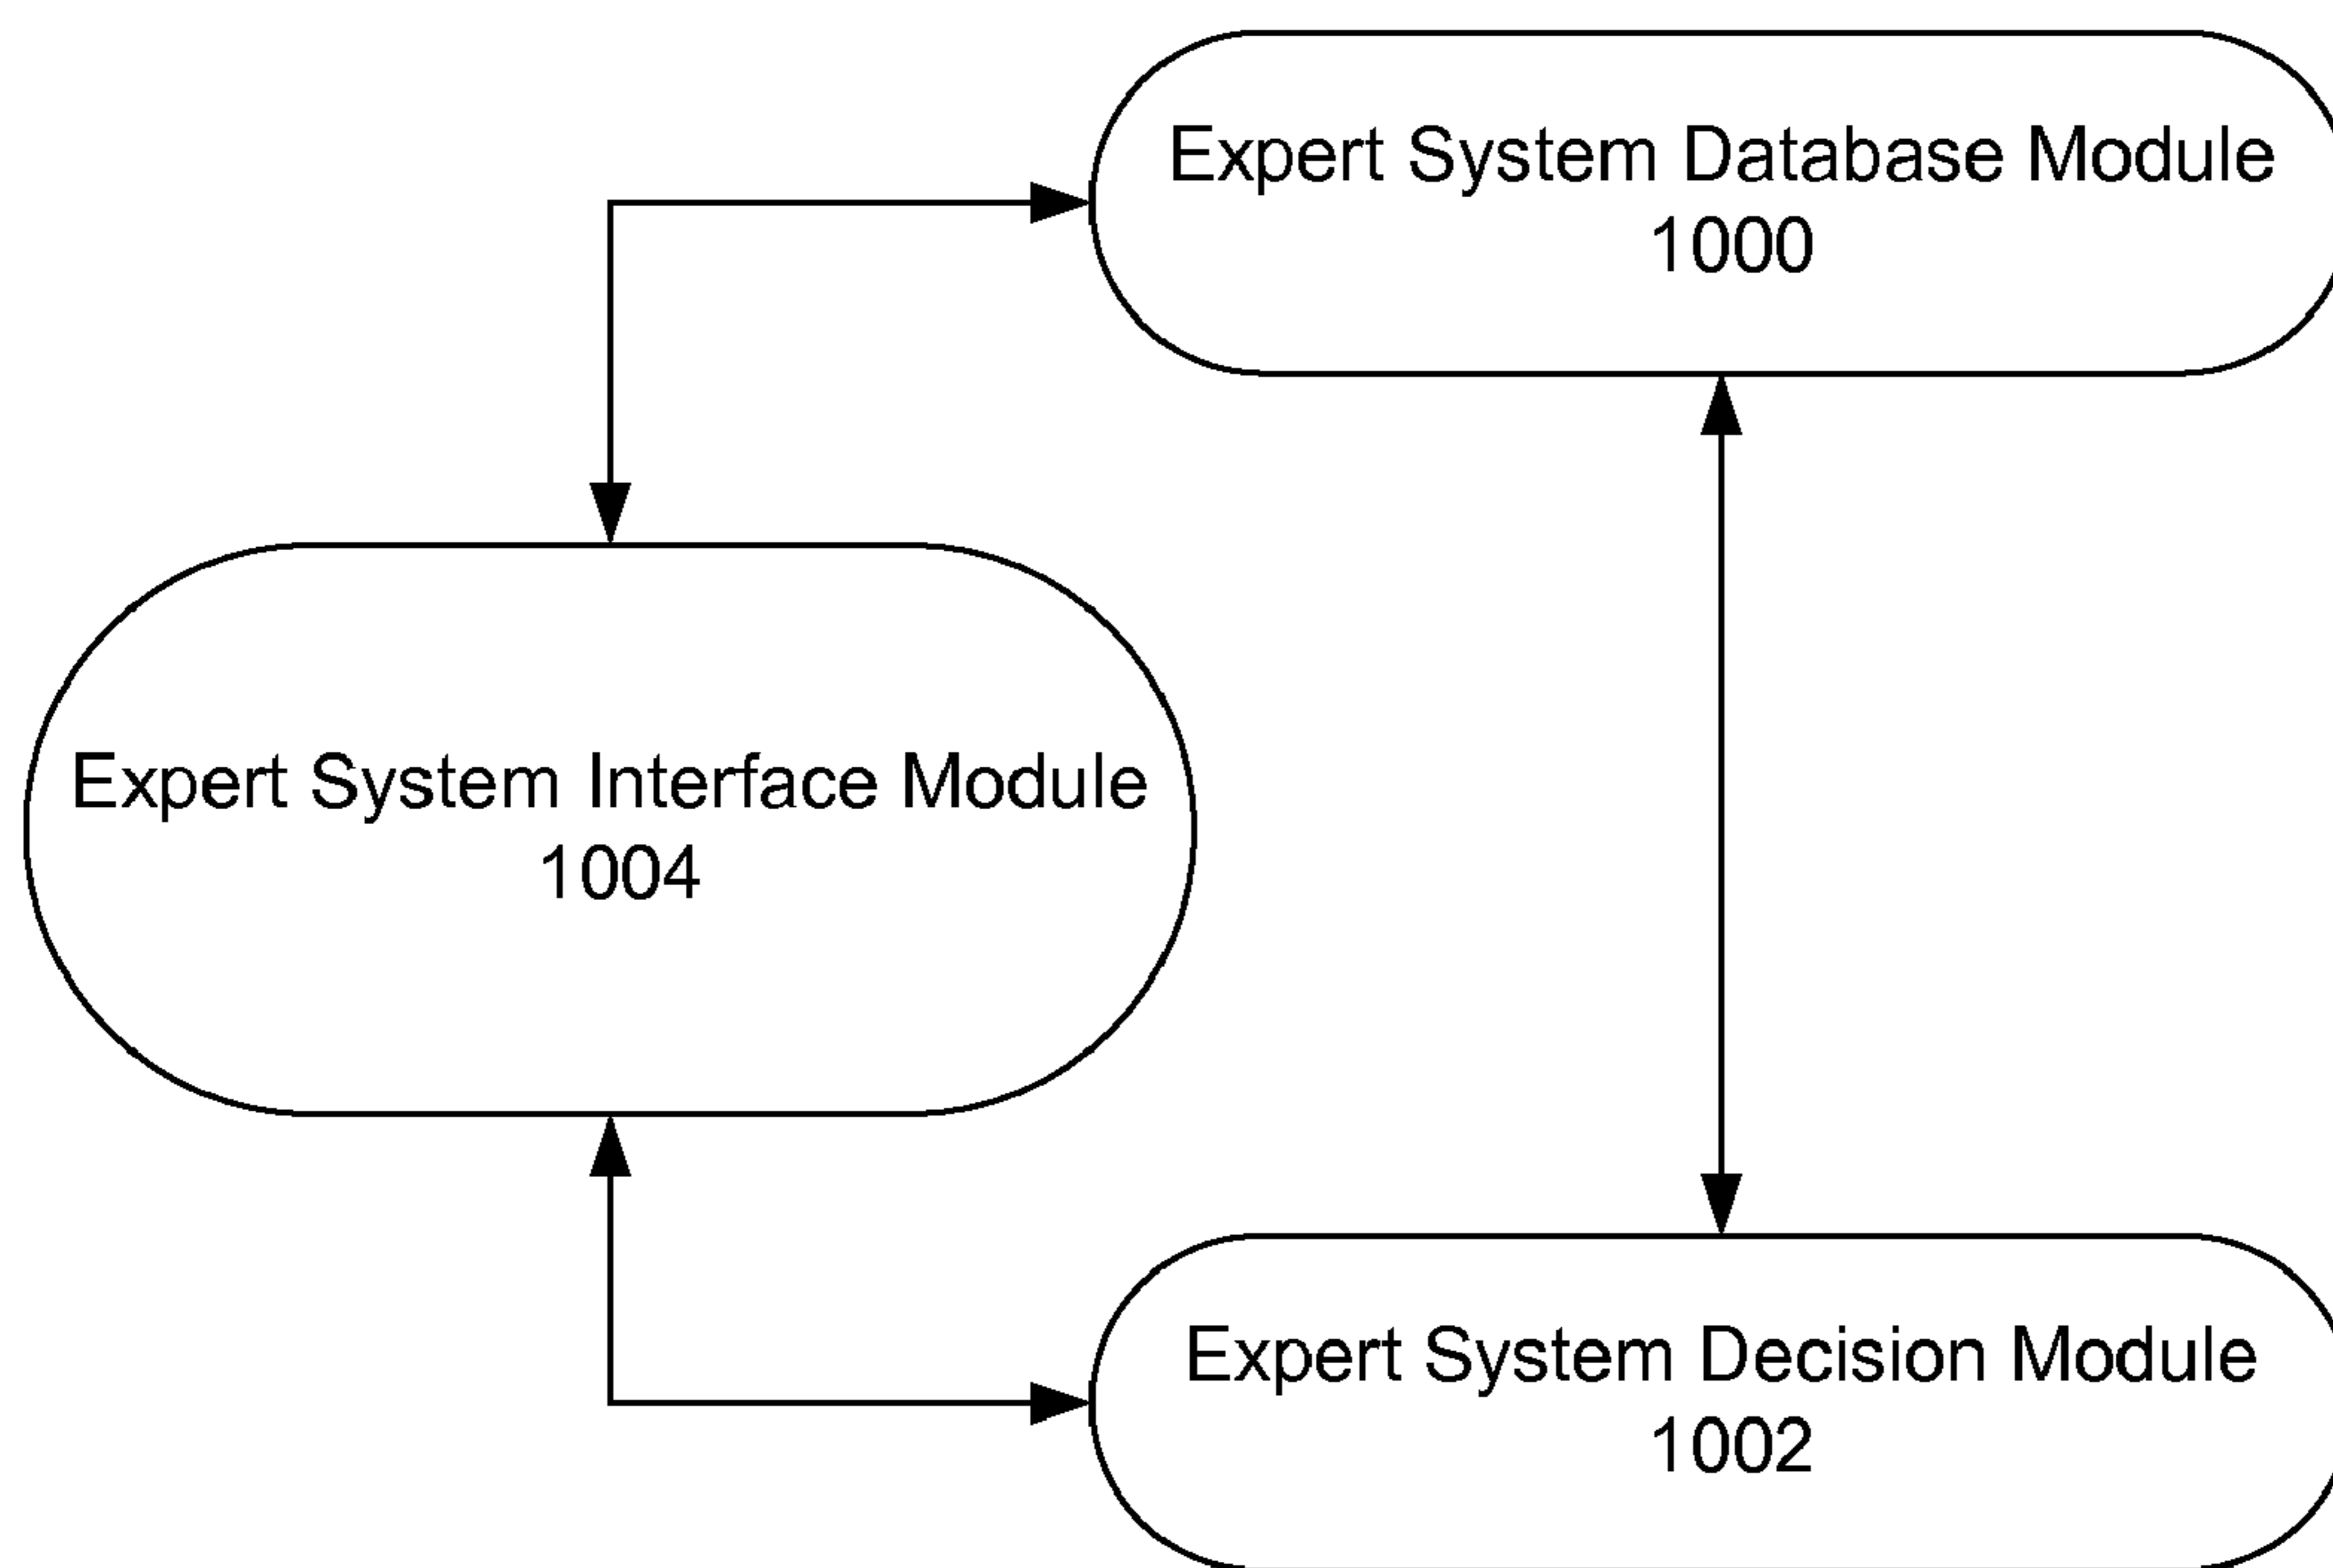 Expert System Database Module
1000
Expert System Interface Module
1004
Expert System Decision Module
1002